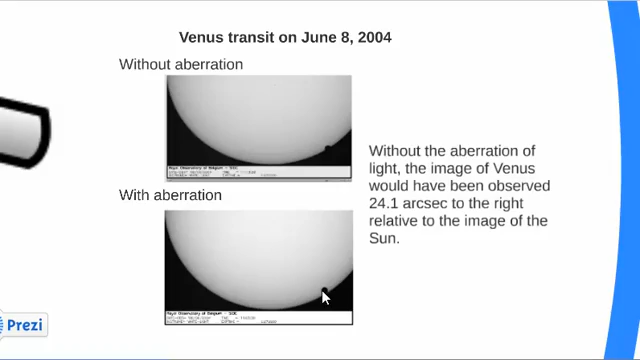 Venus transit on June 8, 2004
Without aberration
Royal Observatory of Belgium - SIDC
With aberration
Royal Observatory of Belgium - SIDC
Without the aberration of
light, the image of Venus
would have been observed
24.1 arcsec to the right
relative to the image of the
Sun.
Prezi